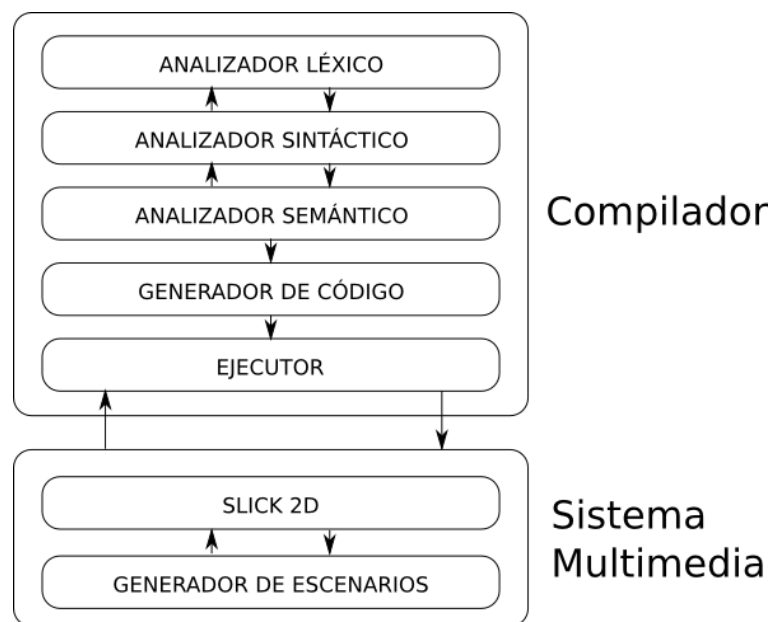 ANALIZADOR LÉXICO
ANALIZADOR SINTÁCTICO
ANALIZADOR SEMÁNTICO
GENERADOR DE CÓDIGO
EJECUTOR
Compilador
SLICK 2D
GENERADOR DE ESCENARIOS
Sistema
Multimedia